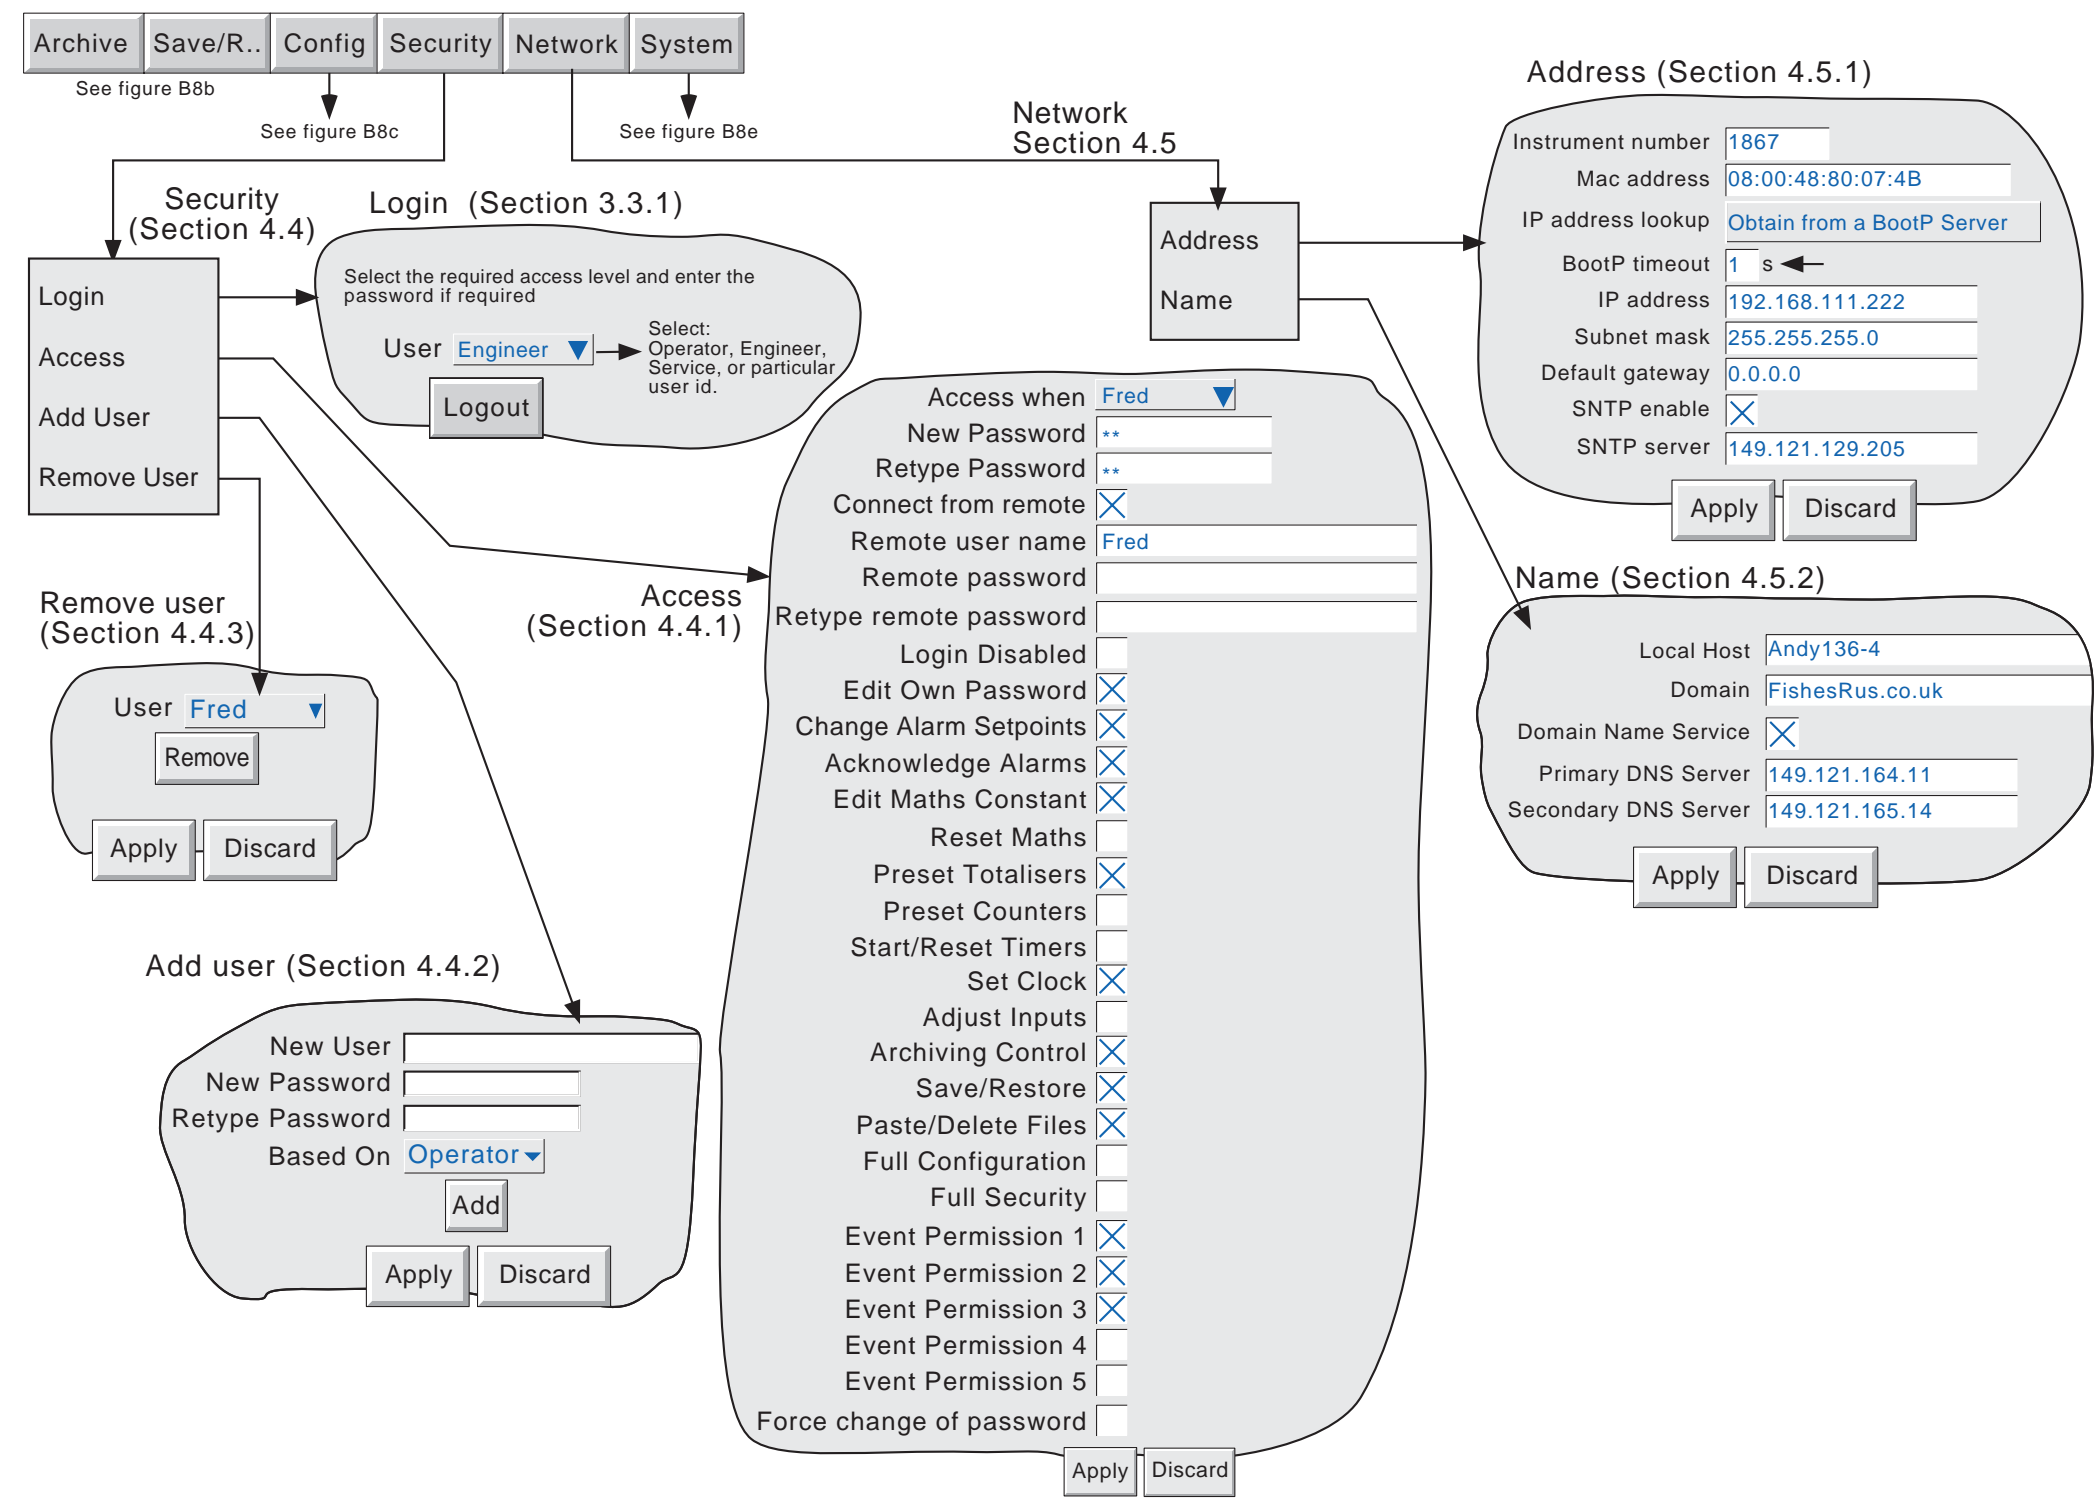 Archive Save/R.. Config Security Network System
See figure B8b
See figure B8c
See figure B8e
Security
(Section 4.4)
Login
Access
Add User
Remove User
Login (Section 3.3.1)
Select the required access level and enter the
password if required
User Engineer
Select:
Operator, Engineer,
Service, or particular
user id.
Logout
Network
Section 4.5
Address
Name
Address (Section 4.5.1)
Instrument number 1867
Mac address 08:00:48:80:07:4B
IP address lookup Obtain from a BootP Server
BootP timeout 1 s
IP address 192.168.111.222
Subnet mask 255.255.255.0
Default gateway 0.0.0.0
SNTP enable
SNTP server 149.121.129.205
Apply Discard
Name (Section 4.5.2)
Local Host Andy136-4
Domain FishesRus.co.uk
Domain Name Service
Primary DNS Server 149.121.164.11
Secondary DNS Server 149.121.165.14
Apply Discard
Access
(Section 4.4.1)
Access when Fred
New Password **
Retype Password **
Connect from remote
Remote user name Fred
Remote password
Retype remote password
Login Disabled
Edit Own Password
Change Alarm Setpoints
Acknowledge Alarms
Edit Maths Constant
Reset Maths
Preset Totalisers
Preset Counters
Start/Reset Timers
Set Clock
Adjust Inputs
Archiving Control
Save/Restore
Paste/Delete Files
Full Configuration
Full Security
Event Permission 1
Event Permission 2
Event Permission 3
Event Permission 4
Event Permission 5
Force change of password
Apply Discard
Remove user
(Section 4.4.3)
User Fred
Remove
Apply Discard
Add user (Section 4.4.2)
New User
New Password
Retype Password
Based On Operator
Add
Apply Discard